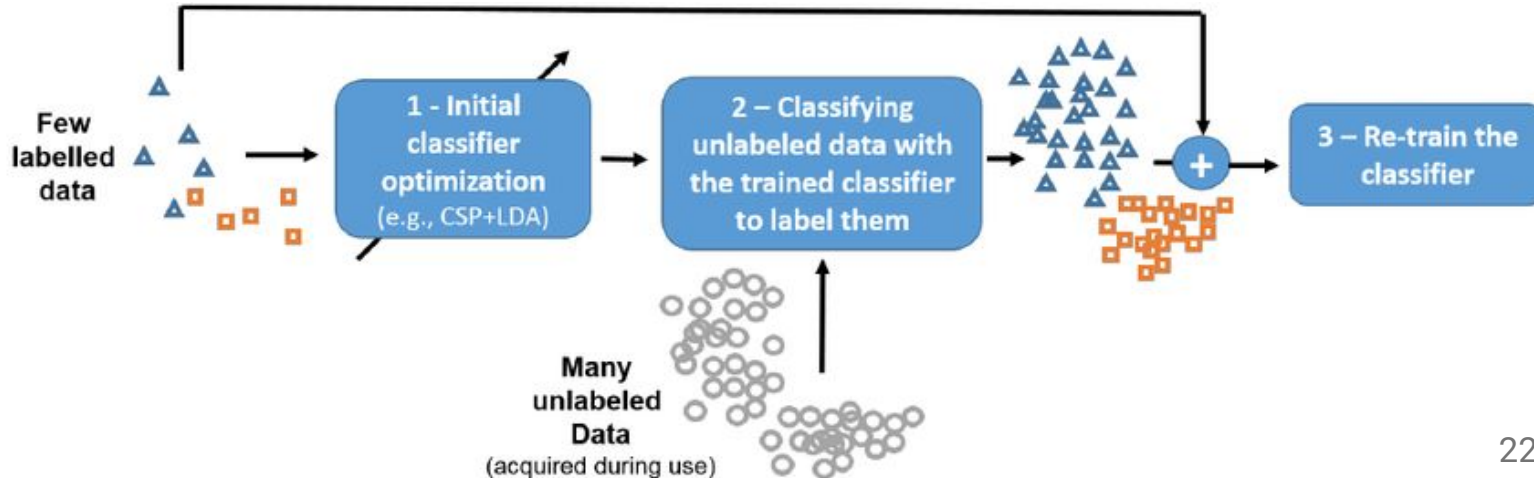 Few
labelled
data
1 - Initial
classifier
optimization
(e.g., CSP+LDA)
2 – Classifying
unlabeled data with
the trained classifier
to label them
+
3 – Re-train the
classifier
Many
unlabeled
Data
(acquired during use)
22